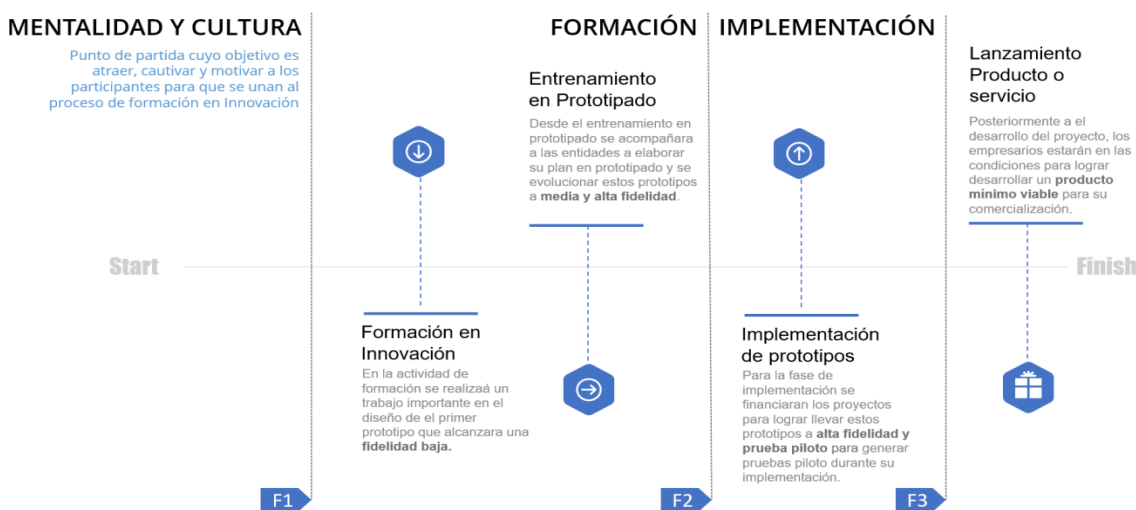 MENTALIDAD Y CULTURA
Punto de partida cuyo objetivo es
atraer, cautivar y motivar a los
participantes para que se unan al
proceso de formación en Innovación
FORMACIÓN
IMPLEMENTACIÓN
Entrenamiento
en Prototipado
Desde el entrenamiento en
prototipado se acompañara
a las entidades a elaborar
su plan en prototipado y se
evolucionar estos prototipos
a media y alta fidelidad.
Lanzamiento
Producto o
servicio
Posteriormente a el
desarrollo del proyecto, los
empresarios estarán en las
condiciones para lograr
desarrollar un producto
mínimo viable para su
comercialización.
Start
Finish
Formación en
Innovación
En la actividad de
formación se realizaá un
trabajo importante en el
diseño de el primer
prototipo que alcanzara una
fidelidad baja.
Implementación
de prototipos
Para la fase de
implementación se
financiaran los proyectos
para lograr llevar estos
prototipos a alta fidelidad y
prueba piloto para generar
pruebas piloto durante su
implementación.
F1
F2
F3